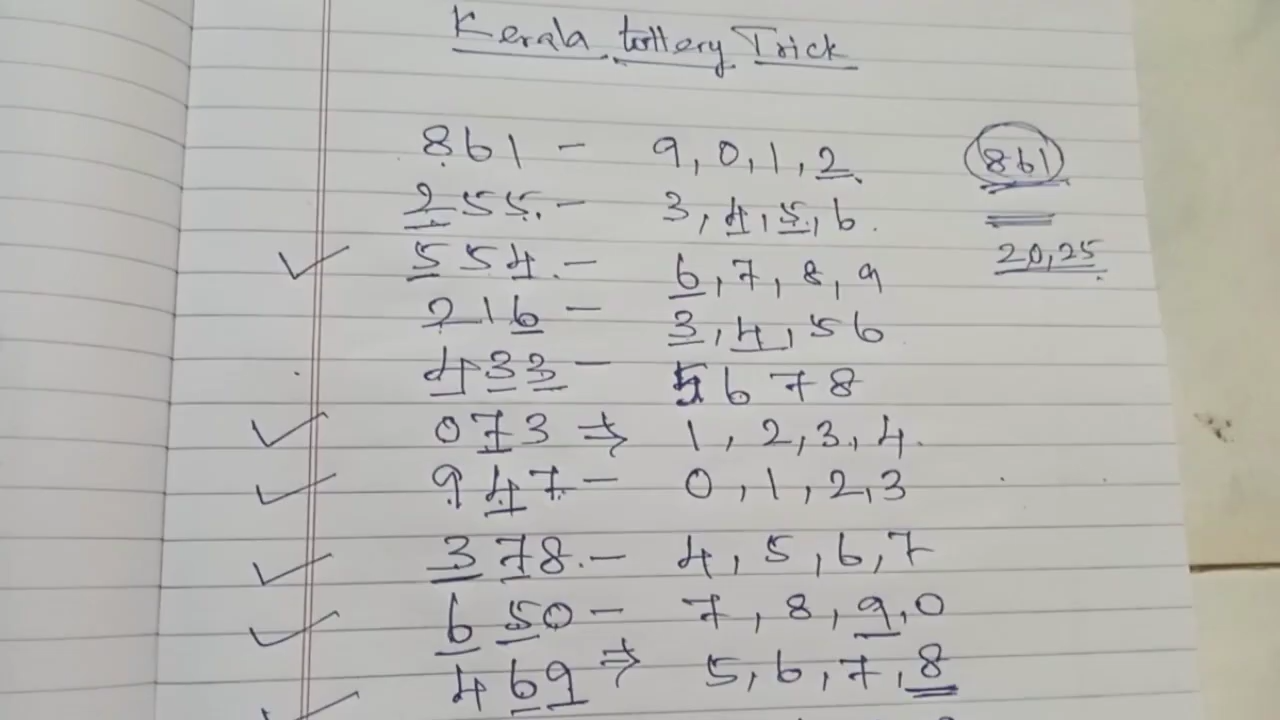 Kerala lottery Trick
861 - 9, 0, 1, 2
861
255. - 3, 4, 5, 6.
20, 25
554. - 6, 7, 8, 9
216 - 3, 4, 5 6
433 - 5 6 7 8
073 ⇒ 1, 2, 3, 4.
947 - 0, 1, 2, 3
378. - 4, 5, 6, 7
650 - 7, 8, 9, 0
469 ⇒ 5, 6, 7, 8